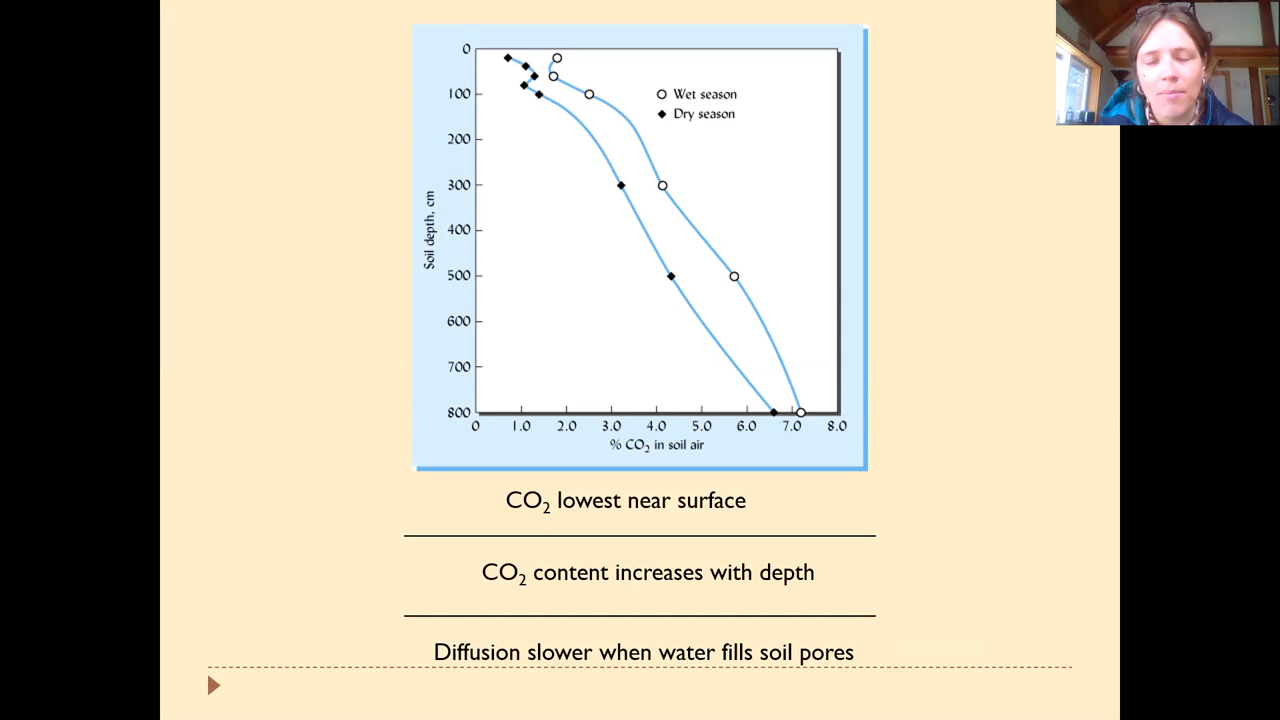 0
100
200
300
400
500
600
700
800
Soil depth, cm
Wet season
Dry season
0 1.0 2.0 3.0 4.0 5.0 6.0 7.0 8.0
% CO₂ in soil air
CO₂ lowest near surface
CO₂ content increases with depth
Diffusion slower when water fills soil pores